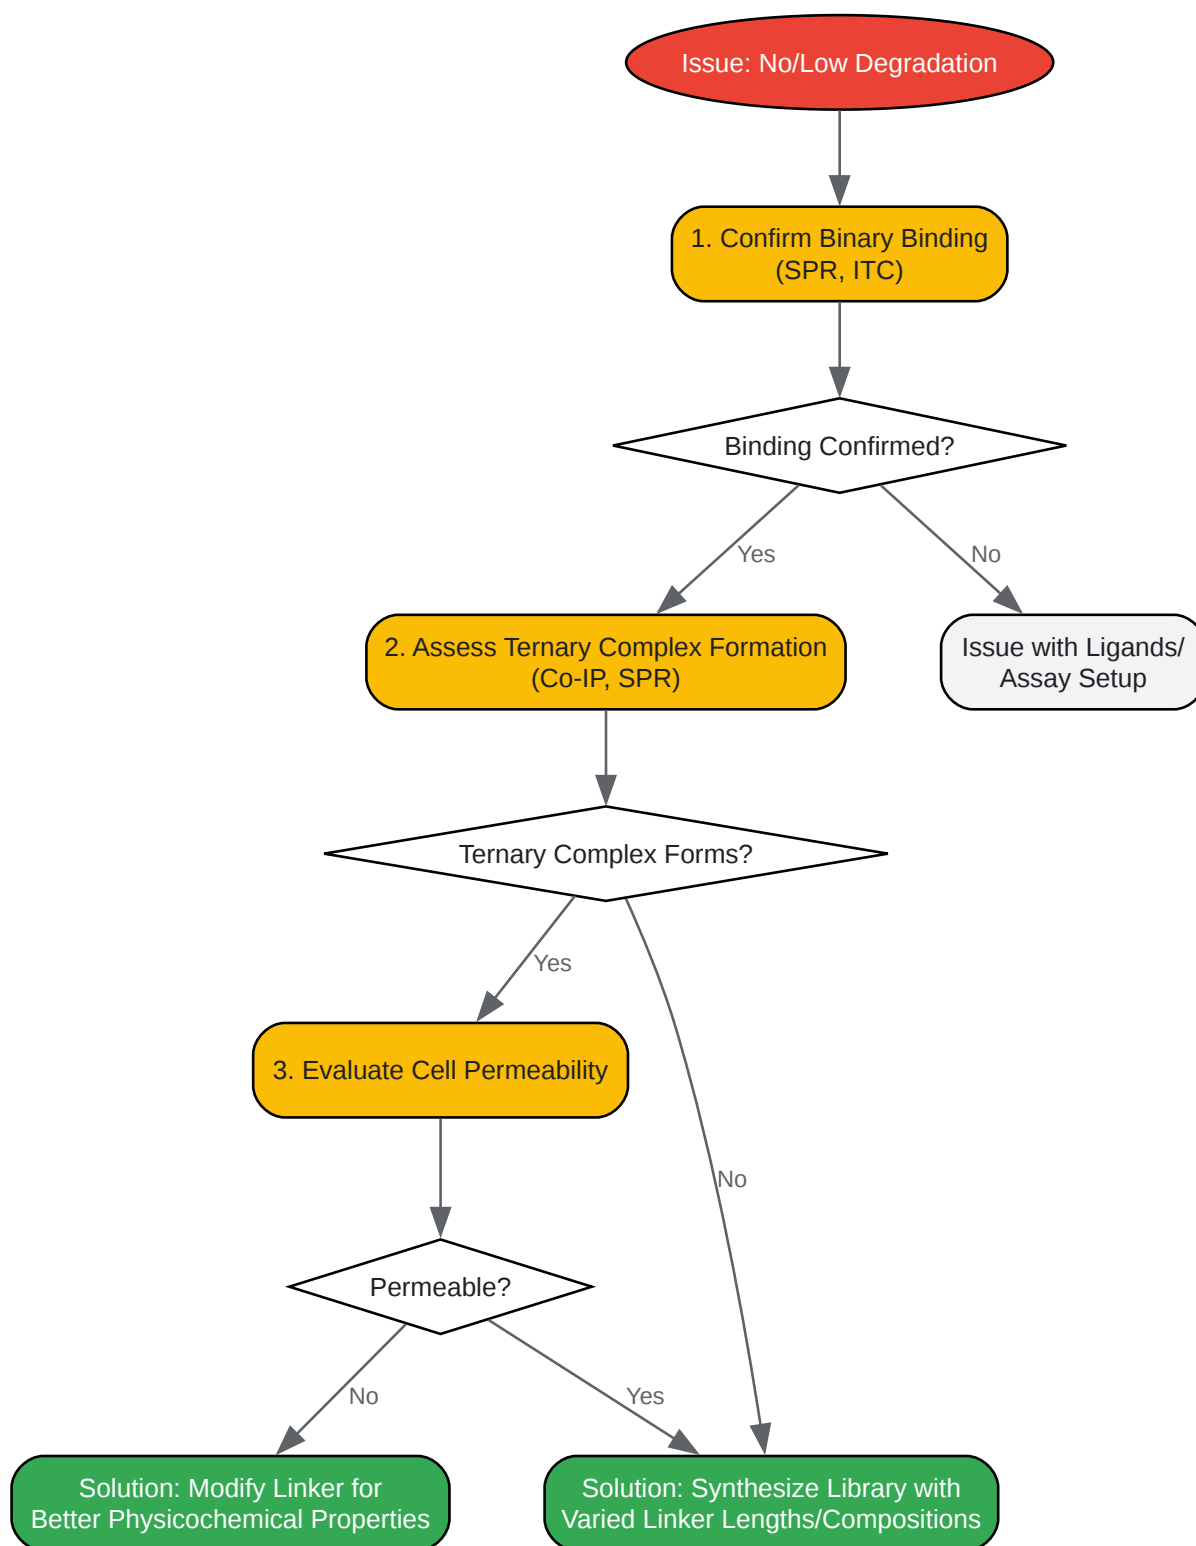 Issue: No/Low Degradation
1. Confirm Binary Binding
(SPR, ITC)
Binding Confirmed?
Yes
No
2. Assess Ternary Complex Formation
(Co-IP, SPR)
Issue with Ligands/
Assay Setup
Ternary Complex Forms?
Yes
3. Evaluate Cell Permeability
No
Permeable?
No
Yes
Solution: Modify Linker for
Better Physicochemical Properties
Solution: Synthesize Library with
Varied Linker Lengths/Compositions